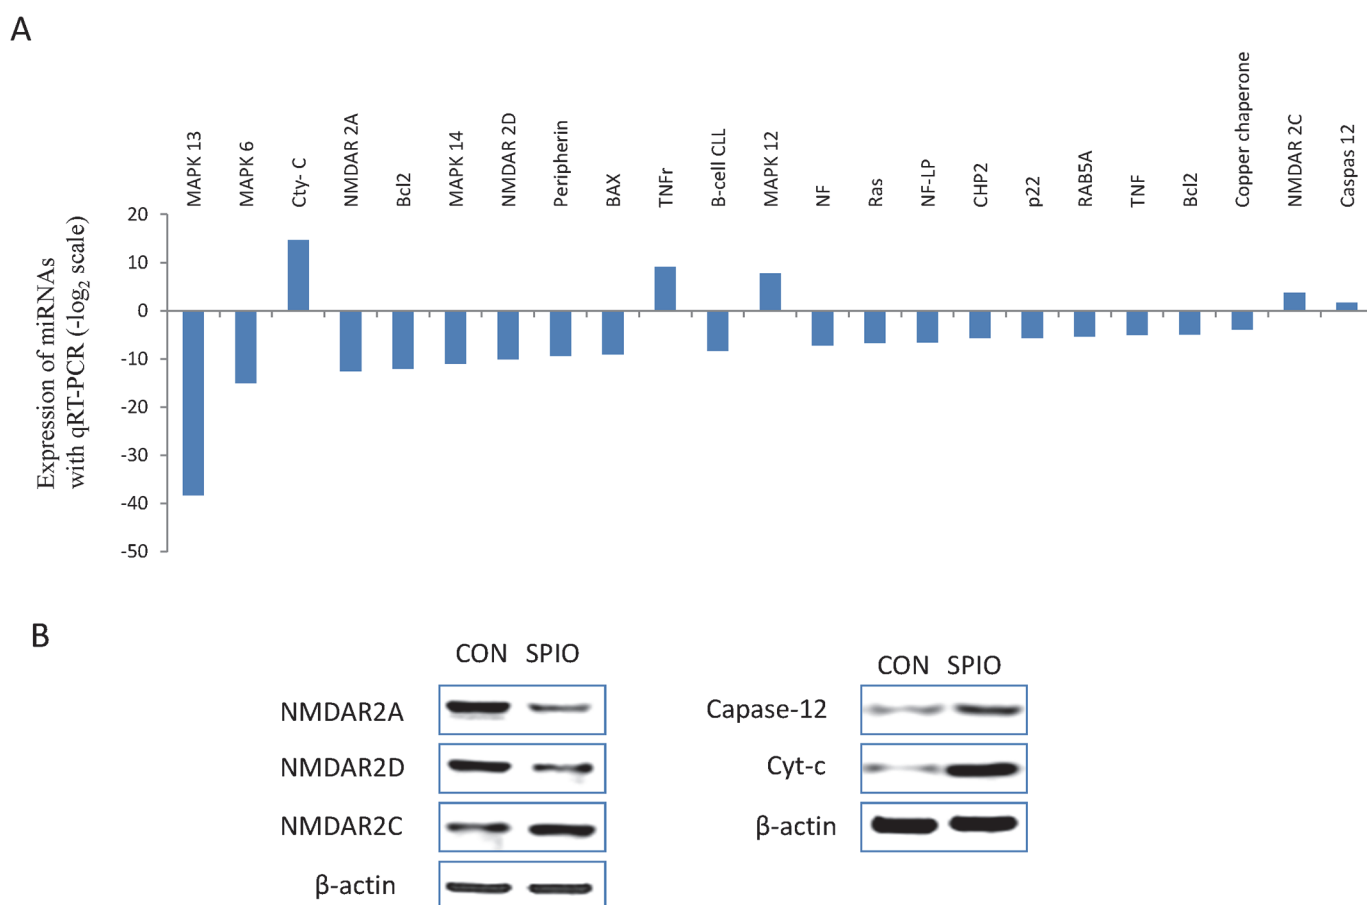 A
MAPK 13
MAPK 6
Cty- C
NMDAR 2A
Bcl2
MAPK 14
NMDAR 2D
Peripherin
BAX
TNFr
B-cell CLL
MAPK 12
NF
Ras
NF-LP
CHP2
p22
RAB5A
TNF
Bcl2
Copper chaperone
NMDAR 2C
Caspas 12
Expression of miRNAs
with qRT-PCR (-log2 scale)
20
10
0
-10
-20
-30
-40
-50
B
CON SPIO
NMDAR2A
NMDAR2D
NMDAR2C
β-actin
CON SPIO
Capase-12
Cyt-c
β-actin